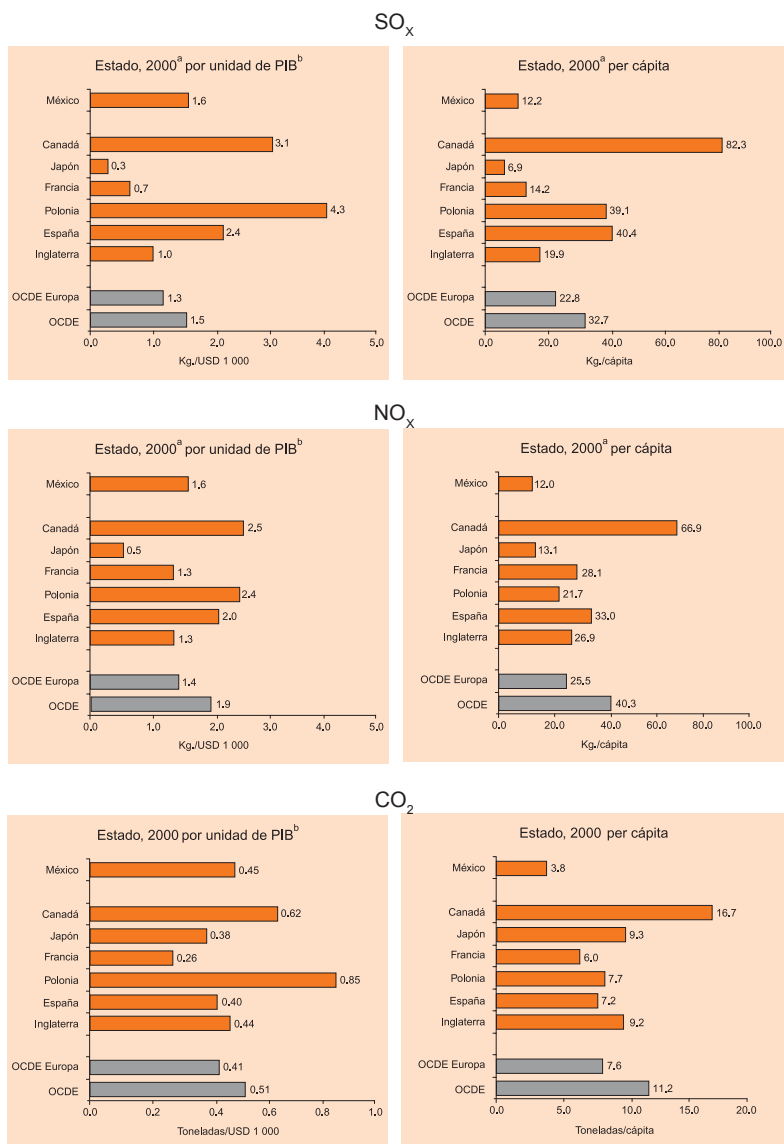 SOX
Estado, 2000a por unidad de PIBb
México 1.6
Canadá 3.1
Japón 0.3
Francia 0.7
Polonia 4.3
España 2.4
Inglaterra 1.0
OCDE Europa 1.3
OCDE 1.5
0.0 1.0 2.0 3.0 4.0 5.0
Kg./USD 1 000
Estado, 2000a per cápita
México 12.2
Canadá 82.3
Japón 6.9
Francia 14.2
Polonia 39.1
España 40.4
Inglaterra 19.9
OCDE Europa 22.8
OCDE 32.7
0.0 20.0 40.0 60.0 80.0 100.0
Kg./cápita
NOX
Estado, 2000a por unidad de PIBb
México 1.6
Canadá 2.5
Japón 0.5
Francia 1.3
Polonia 2.4
España 2.0
Inglaterra 1.3
OCDE Europa 1.4
OCDE 1.9
0.0 1.0 2.0 3.0 4.0 5.0
Kg./USD 1 000
Estado, 2000a per cápita
México 12.0
Canadá 66.9
Japón 13.1
Francia 28.1
Polonia 21.7
España 33.0
Inglaterra 26.9
OCDE Europa 25.5
OCDE 40.3
0.0 20.0 40.0 60.0 80.0 100.0
Kg./cápita
CO2
Estado, 2000 por unidad de PIBb
México 0.45
Canadá 0.62
Japón 0.38
Francia 0.26
Polonia 0.85
España 0.40
Inglaterra 0.44
OCDE Europa 0.41
OCDE 0.51
0.0 0.2 0.4 0.6 0.8 1.0
Toneladas/USD 1 000
Estado, 2000 per cápita
México 3.8
Canadá 16.7
Japón 9.3
Francia 6.0
Polonia 7.7
España 7.2
Inglaterra 9.2
OCDE Europa 7.6
OCDE 11.2
0.0 5.0 10.0 15.0 20.0
Toneladas/cápita